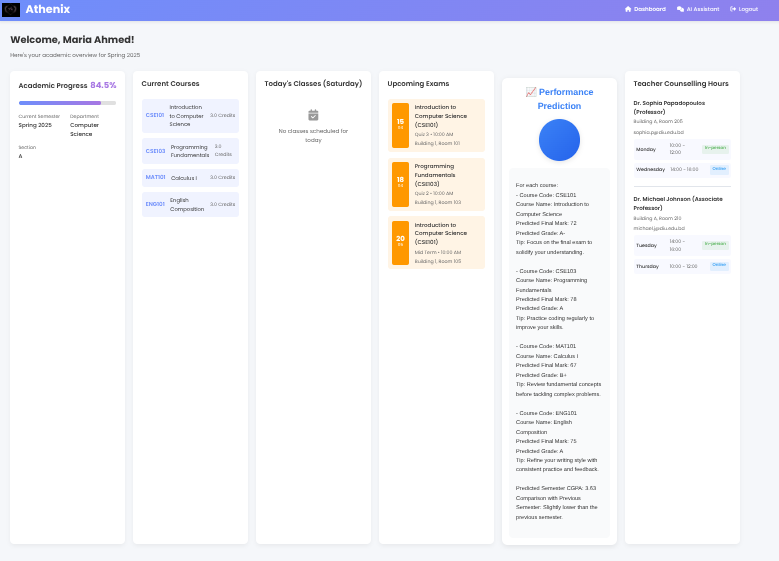 Athenix
Dashboard
AI Assistant
Logout
Welcome, Maria Ahmed!
Here's your academic overview for Spring 2025
Academic Progress 84.5%
Current Semester
Spring 2025
Department
Computer
Science
Section
A
Current Courses
CSE101
Introduction
to Computer
Science
3.0 Credits
CSE103
Programming
Fundamentals
3.0
Credits
MAT101
Calculus I
3.0 Credits
ENG101
English
Composition
3.0 Credits
Today's Classes (Saturday)
No classes scheduled for
today
Upcoming Exams
15
Introduction to
Computer Science
(CSE101)
Quiz 3 • 10:00 AM
Building 1, Room 101
18
Programming
Fundamentals
(CSE103)
Quiz 2 • 10:00 AM
Building 1, Room 103
20
Introduction to
Computer Science
(CSE101)
Mid Term • 10:00 AM
Building 1, Room 105
📈 Performance
Prediction
For each course:
- Course Code: CSE101
Course Name: Introduction to
Computer Science
Predicted Final Mark: 72
Predicted Grade: A-
Tip: Focus on the final exam to
solidify your understanding.
- Course Code: CSE103
Course Name: Programming
Fundamentals
Predicted Final Mark: 78
Predicted Grade: A
Tip: Practice coding regularly to
improve your skills.
- Course Code: MAT101
Course Name: Calculus I
Predicted Final Mark: 67
Predicted Grade: B+
Tip: Review fundamental concepts
before tackling complex problems.
- Course Code: ENG101
Course Name: English
Composition
Predicted Final Mark: 75
Predicted Grade: A
Tip: Refine your writing style with
consistent practice and feedback.
Predicted Semester CGPA: 3.63
Comparison with Previous
Semester: Slightly lower than the
previous semester.
Teacher Counselling Hours
Dr. Sophia Papadopoulos
(Professor)
Building A, Room 205
Monday
10:00 -
12:00
In-person
Wednesday
14:00 - 16:00
Online
Dr. Michael Johnson (Associate
Professor)
Building A, Room 210
Tuesday
14:00 -
16:00
In-person
Thursday
10:00 - 12:00
Online